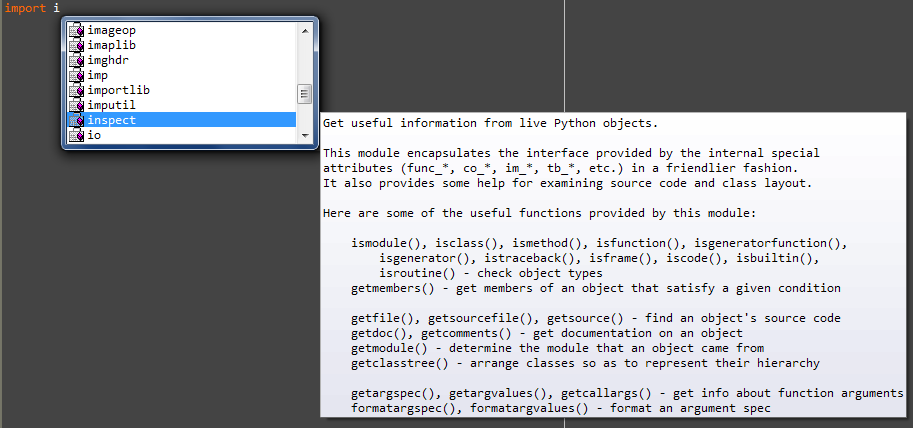 import i
imageop
imaplib
imghdr
imp
importlib
imputil
inspect
io
Get useful information from live Python objects.
This module encapsulates the interface provided by the internal special
attributes (func_*, co_*, im_*, tb_*, etc.) in a friendlier fashion.
It also provides some help for examining source code and class layout.
Here are some of the useful functions provided by this module:
ismodule(), isclass(), ismethod(), isfunction(), isgeneratorfunction(),
isgenerator(), istraceback(), isframe(), iscode(), isbuiltin(),
isroutine() - check object types
getmembers() - get members of an object that satisfy a given condition
getfile(), getsourcefile(), getsource() - find an object's source code
getdoc(), getcomments() - get documentation on an object
getmodule() - determine the module that an object came from
getclasstree() - arrange classes so as to represent their hierarchy
getargspec(), getargvalues(), getcallargs() - get info about function arguments
formatargspec(), formatargvalues() - format an argument spec